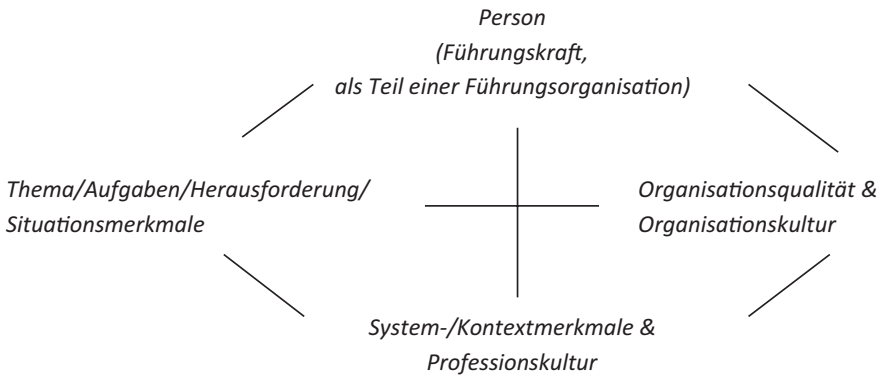 Person
(Führungskraft,
als Teil einer Führungsorganisation)
Thema/Aufgaben/Herausforderung/
Situationsmerkmale
Organisationsqualität &
Organisationskultur
System-/Kontextmerkmale &
Professionskultur